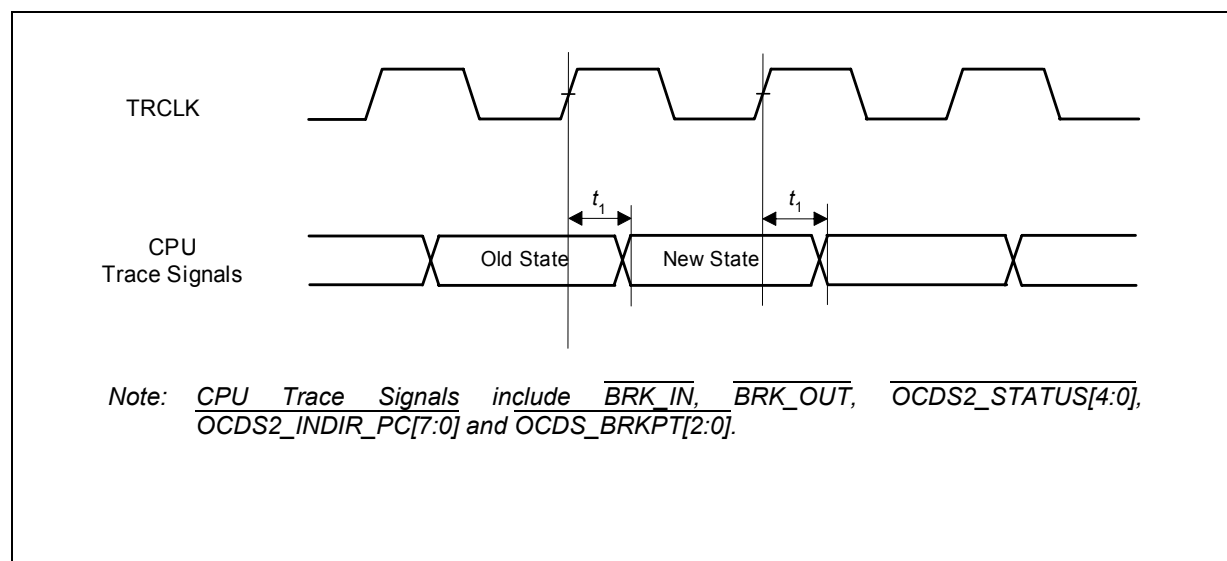 TRCLK
t1 t1
CPU
Trace Signals
Old State New State
Note: CPU Trace Signals include BRK_IN, BRK_OUT, OCDS2_STATUS[4:0],
OCDS2_INDIR_PC[7:0] and OCDS_BRKPT[2:0].